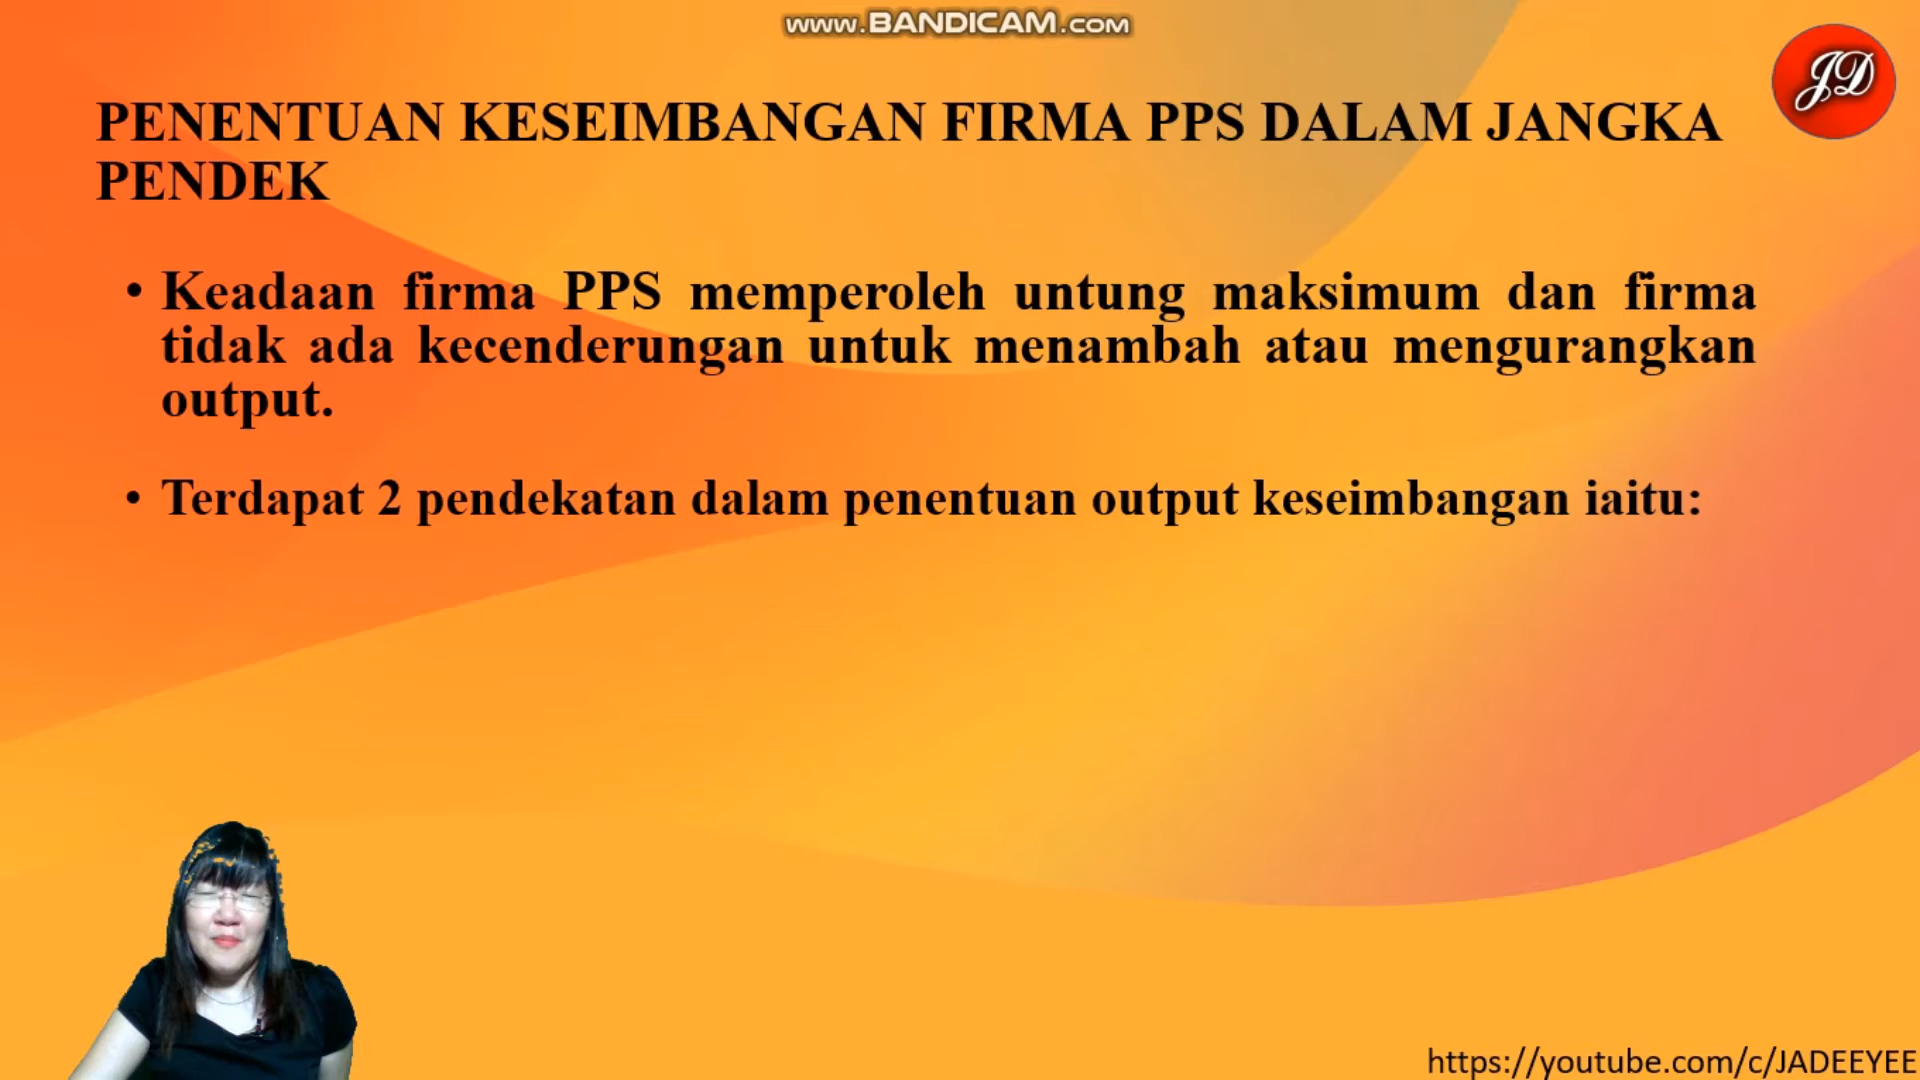 www.BANDICAM.com
JD
PENENTUAN KESEIMBANGAN FIRMA PPS DALAM JANGKA
PENDEK
• Keadaan firma PPS memperoleh untung maksimum dan firma
tidak ada kecenderungan untuk menambah atau mengurangkan
output.
• Terdapat 2 pendekatan dalam penentuan output keseimbangan iaitu:
https://youtube.com/c/JADEEYEE